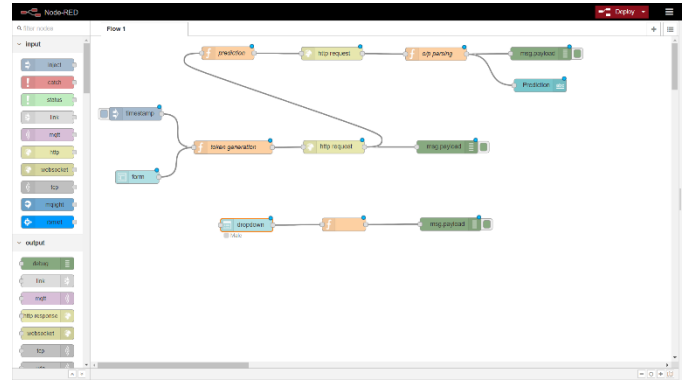 Node-RED
Deploy
filter nodes
Flow 1
input
inject
catch
status
link
mqtt
http
websocket
tcp
output
debug
link
mqtt
http response
websocket
tcp
prediction
http request
o/p parsing
msg.payload
Prediction
timestamp
token generation
http request
msg.payload
form
dropdown
msg.payload